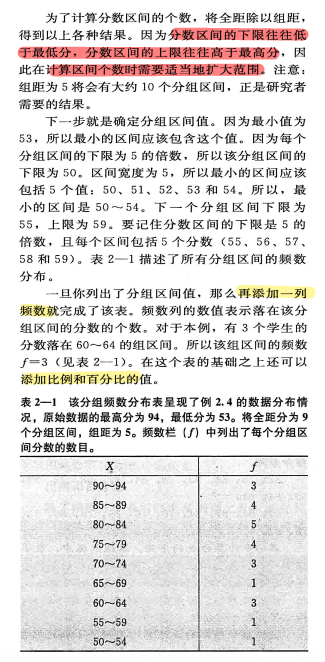 为了计算分数区间的个数，将全距除以组距，
得到以上各种结果。因为分数区间的下限往往低
于最低分，分数区间的上限往往高于最高分，因
此在计算区间个数时需要适当地扩大范围。注意：
组距为 5 将会有大约 10 个分组区间，正是研究者
需要的结果。
下一步就是确定分组区间值。因为最小值为
53，所以最小的区间应该包含这个值。因为每个
分组区间的下限为 5 的倍数，所以该分组区间的
下限为 50。区间宽度为 5，所以最小的区间应该
包括 5 个值：50、51、52、53 和 54。所以，最
小的区间是 50～54。下一个分组区间下限为
55，上限为 59。要记住分数区间的下限是 5 的
倍数，且每个区间包括 5 个分数（55、56、57、
58 和 59）。表 2—1 描述了所有分组区间的频数
分布。
一旦你列出了分组区间值，那么再添加一列
频数就完成了该表。频数列的数值表示落在该分
组区间的分数的个数。对于本例，有 3 个学生的
分数落在 60～64 的组区间。所以该组区间的频数
f＝3（见表 2—1）。在这个表的基础之上还可以
添加比例和百分比的值。
表 2—1 该分组频数分布表呈现了例 2.4 的数据分布情
况，原始数据的最高分为 94，最低分为 53。将全距分为 9
个分组区间，组距为 5。频数栏（f）中列出了每个分组区
间分数的数目。
X f
90～94 3
85～89 4
80～84 5
75～79 4
70～74 3
65～69 1
60～64 3
55～59 1
50～54 1